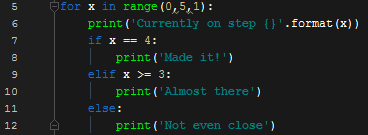 5 for x in range(0,5,1):
6     print('Currently on step {}'.format(x))
7     if x == 4:
8         print('Made it!')
9     elif x >= 3:
10         print('Almost there')
11     else:
12         print('Not even close')